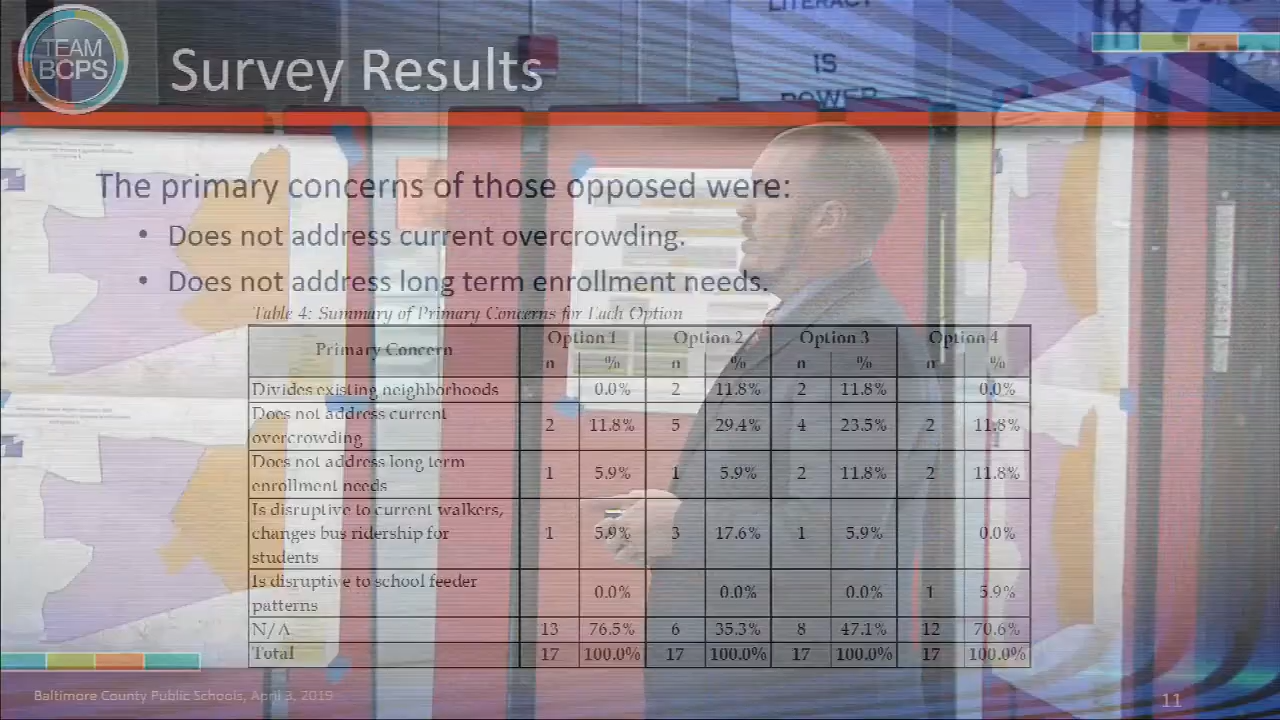 LITERACY
IS
POWER
TEAM
BCPS
Survey Results
The primary concerns of those opposed were:
• Does not address current overcrowding.
• Does not address long term enrollment needs.
Table 4: Summary of Primary Concerns for Each Option
Primary Concern Option 1 Option 2 Option 3 Option 4
n % n % n % n %
Divides existing neighborhoods 0.0% 2 11.8% 2 11.8% 0.0%
Does not address current
overcrowding 2 11.8% 5 29.4% 4 23.5% 2 11.8%
Does not address long term
enrollment needs 1 5.9% 1 5.9% 2 11.8% 2 11.8%
Is disruptive to current walkers,
changes bus ridership for 1 5.9% 3 17.6% 1 5.9% 0.0%
students
Is disruptive to school feeder
patterns 0.0% 0.0% 0.0% 1 5.9%
N/A 13 76.5% 6 35.3% 8 47.1% 12 70.6%
Total 17 100.0% 17 100.0% 17 100.0% 17 100.0%
Baltimore County Public Schools, April 3, 2019
11